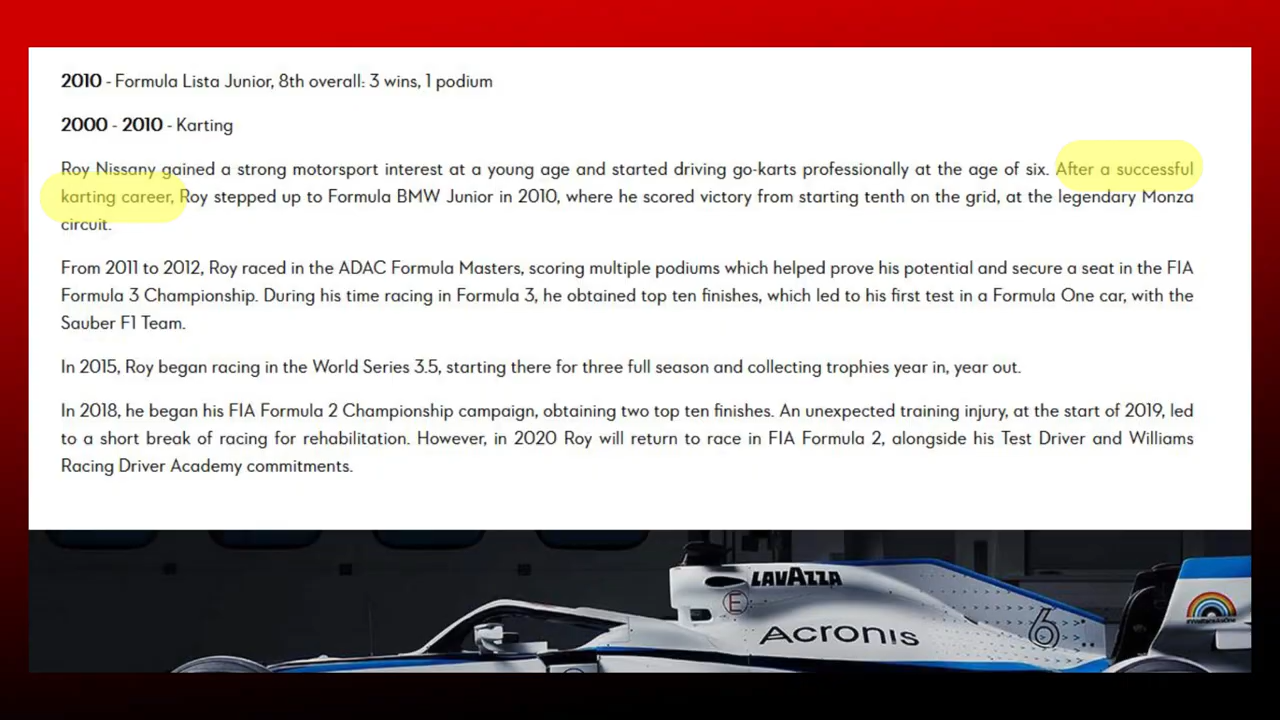 2010 - Formula Lista Junior, 8th overall: 3 wins, 1 podium
2000 - 2010 - Karting
Roy Nissany gained a strong motorsport interest at a young age and started driving go-karts professionally at the age of six. After a successful
karting career, Roy stepped up to Formula BMW Junior in 2010, where he scored victory from starting tenth on the grid, at the legendary Monza
circuit.
From 2011 to 2012, Roy raced in the ADAC Formula Masters, scoring multiple podiums which helped prove his potential and secure a seat in the FIA
Formula 3 Championship. During his time racing in Formula 3, he obtained top ten finishes, which led to his first test in a Formula One car, with the
Sauber F1 Team.
In 2015, Roy began racing in the World Series 3.5, starting there for three full season and collecting trophies year in, year out.
In 2018, he began his FIA Formula 2 Championship campaign, obtaining two top ten finishes. An unexpected training injury, at the start of 2019, led
to a short break of racing for rehabilitation. However, in 2020 Roy will return to race in FIA Formula 2, alongside his Test Driver and Williams
Racing Driver Academy commitments.
LAVAZZA
E
Acronis
6